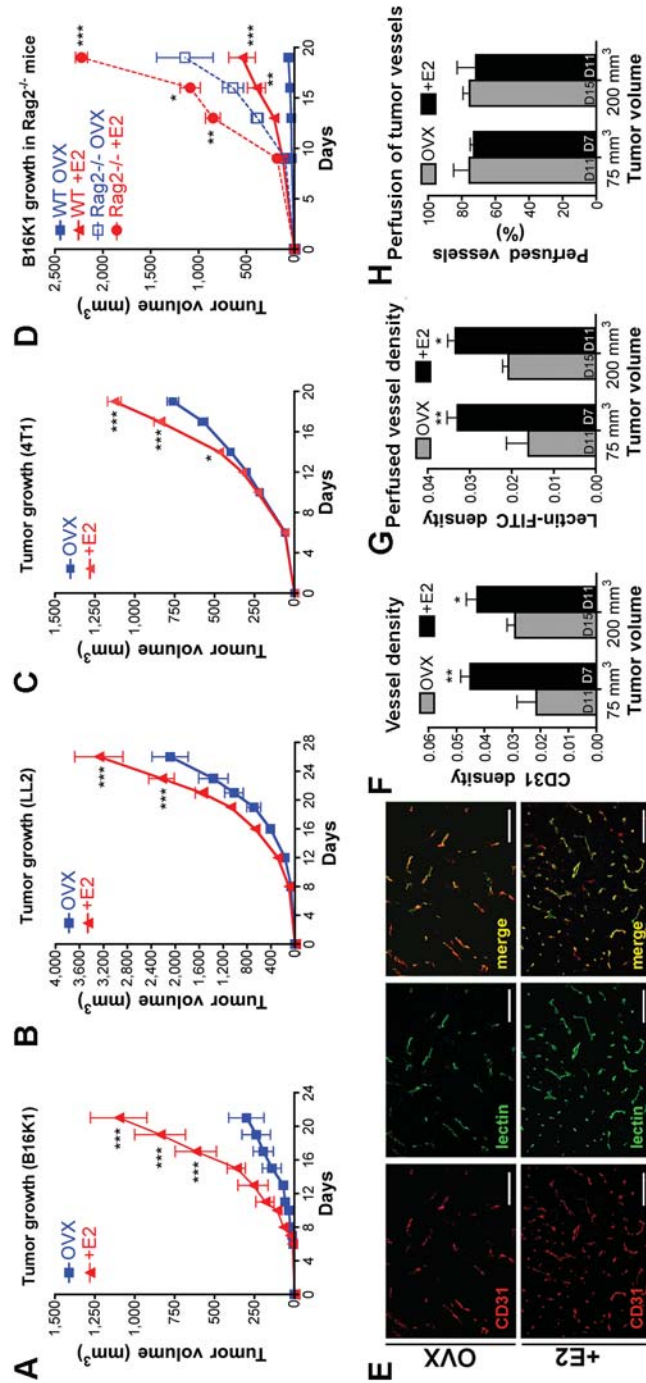 A
Tumor growth (B16K1)
OVX
+E2
Tumor volume (mm3)
1,500
1,250
1,000
750
500
250
0
***
***
***
0 4 8 12 16 20 24
Days
B
Tumor growth (LL2)
OVX
+E2
Tumor volume (mm3)
4,000
3,600
3,200
2,800
2,400
2,000
1,600
1,200
800
400
0
***
***
0 4 8 12 16 20 24 28
Days
C
Tumor growth (4T1)
OVX
+E2
Tumor volume (mm3)
1,500
1,250
1,000
750
500
250
0
***
***
*
0 4 8 12 16 20
Days
D
B16K1 growth in Rag2-/- mice
WT OVX
WT +E2
Rag2-/- OVX
Rag2-/- +E2
Tumor volume (mm3)
2,500
2,000
1,500
1,000
500
0
***
*
**
***
**
0 5 10 15 20
Days
E
OVX
CD31
lectin
merge
+E2
CD31
lectin
merge
F
Vessel density
OVX
+E2
CD31 density
0.06
0.05
0.04
0.03
0.02
0.01
0.00
**
*
D11 D7 D15 D11
75 mm3 200 mm3
Tumor volume
G
Perfused vessel density
OVX
+E2
Lectin-FITC density
0.04
0.03
0.02
0.01
0.00
**
*
D11 D7 D15 D11
75 mm3 200 mm3
Tumor volume
H
Perfusion of tumor vessels
OVX
+E2
Perfused vessels
(%)
100
80
60
40
20
0
D11 D7 D15 D11
75 mm3 200 mm3
Tumor volume